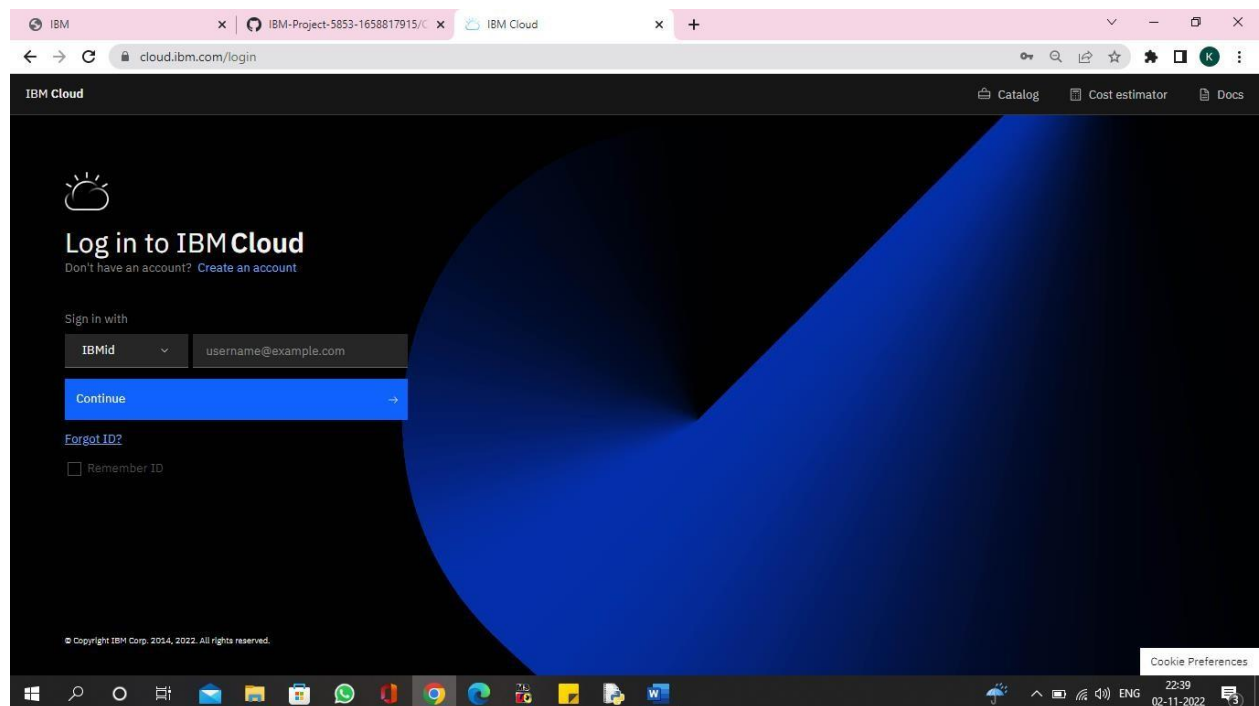 IBM
IBM-Project-5853-1658817915/C
IBM Cloud
cloud.ibm.com/login
K
IBM Cloud
Catalog
Cost estimator
Docs
Log in to IBM Cloud
Don't have an account? Create an account
Sign in with
IBMid
username@example.com
Continue
Forgot ID?
Remember ID
© Copyright IBM Corp. 2014, 2022. All rights reserved.
Cookie Preferences
ENG
22:39
02-11-2022
3